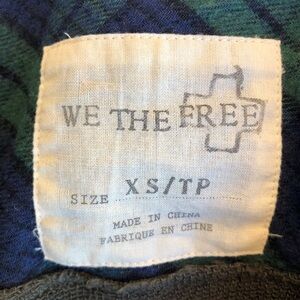 WE THE FREE
SIZE XS/TP
MADE IN CHINA
FABRIQUE EN CHINE